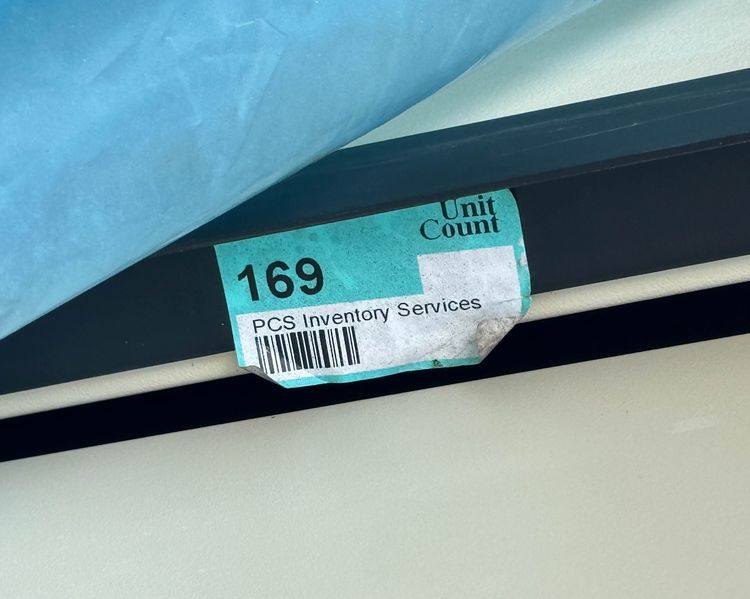 Unit
Count
169
PCS Inventory Services